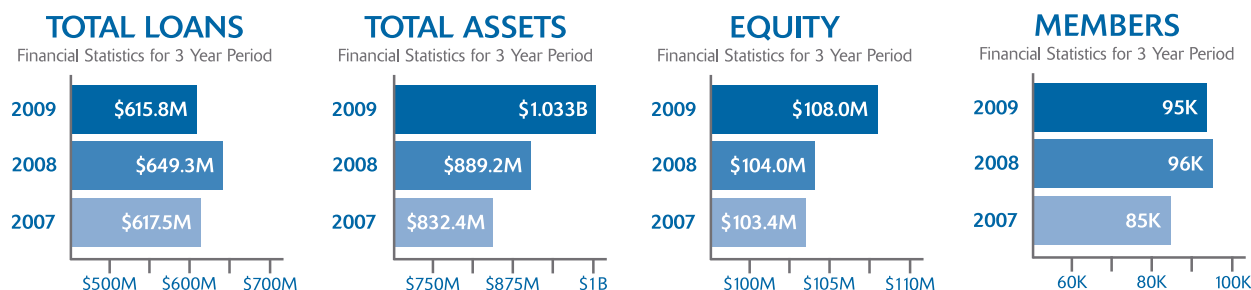 TOTAL LOANS
Financial Statistics for 3 Year Period
2009 $615.8M
2008 $649.3M
2007 $617.5M
$500M $600M $700M
TOTAL ASSETS
Financial Statistics for 3 Year Period
2009 $1.033B
2008 $889.2M
2007 $832.4M
$750M $875M $1B
EQUITY
Financial Statistics for 3 Year Period
2009 $108.0M
2008 $104.0M
2007 $103.4M
$100M $105M $110M
MEMBERS
Financial Statistics for 3 Year Period
2009 95K
2008 96K
2007 85K
60K 80K 100K